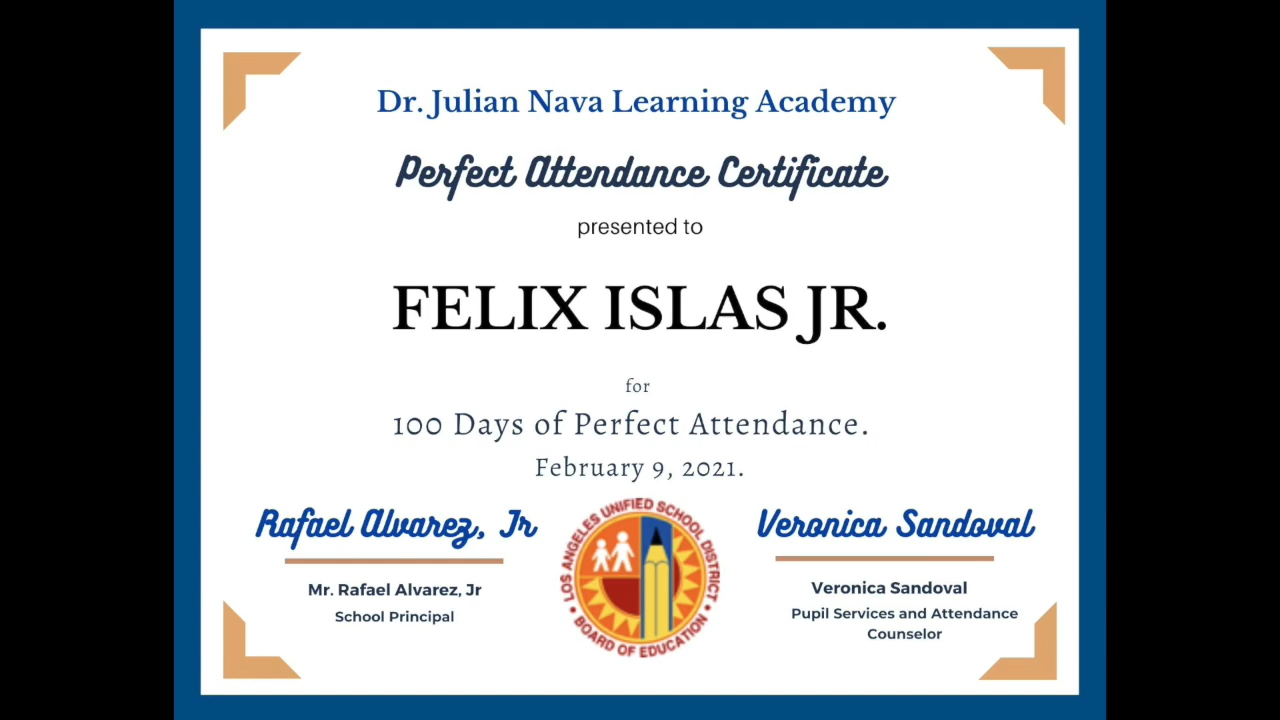 Dr. Julian Nava Learning Academy
Perfect Attendance Certificate
presented to
FELIX ISLAS JR.
for
100 Days of Perfect Attendance.
February 9, 2021.
Rafael Alvarez, Jr
Mr. Rafael Alvarez, Jr
School Principal
LOS ANGELES UNIFIED SCHOOL DISTRICT
BOARD OF EDUCATION
Veronica Sandoval
Veronica Sandoval
Pupil Services and Attendance
Counselor